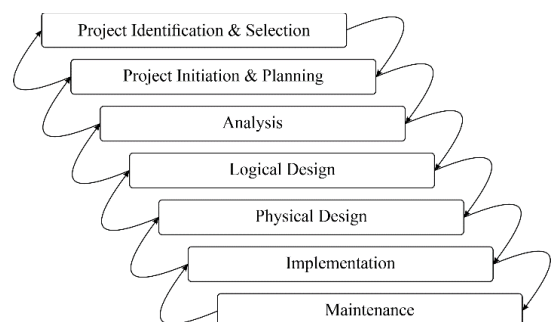 Project Identification & Selection
Project Initiation & Planning
Analysis
Logical Design
Physical Design
Implementation
Maintenance